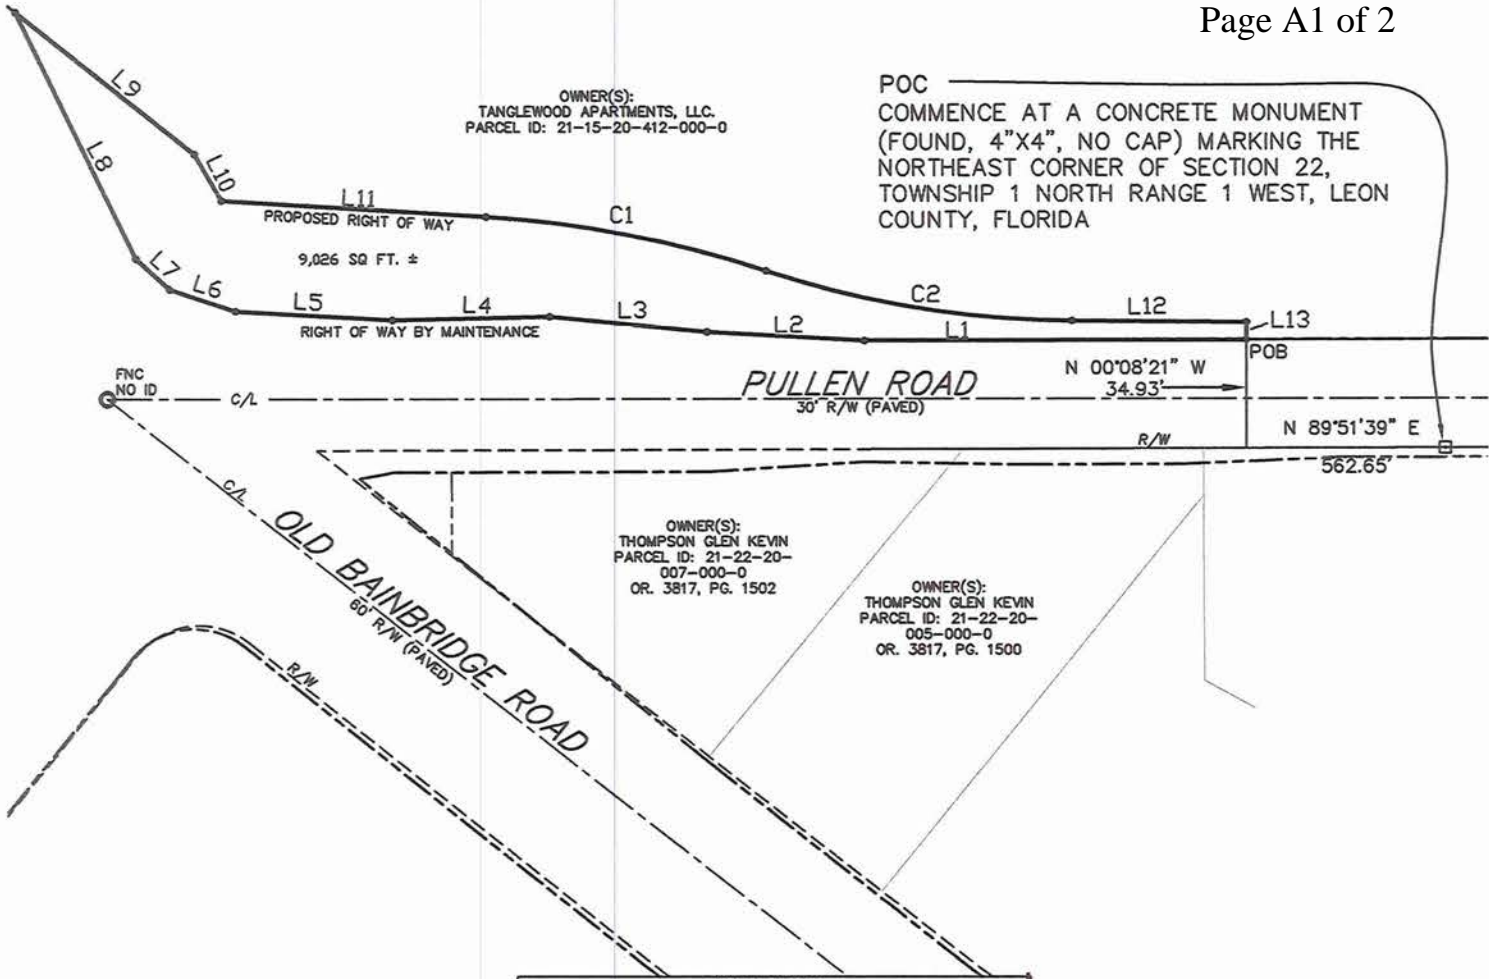 Page A1 of 2
POC
COMMENCE AT A CONCRETE MONUMENT
(FOUND, 4"X4", NO CAP) MARKING THE
NORTHEAST CORNER OF SECTION 22,
TOWNSHIP 1 NORTH RANGE 1 WEST, LEON
COUNTY, FLORIDA
OWNER(S):
TANGLEWOOD APARTMENTS, LLC.
PARCEL ID: 21-15-20-412-000-0
L9
L8
L10
L11
PROPOSED RIGHT OF WAY
C1
9,026 SQ FT. ±
L7
L6
L5
L4
L3
L2
L1
C2
L12
L13
RIGHT OF WAY BY MAINTENANCE
POB
FNC
NO ID
C/L
PULLEN ROAD
30' R/W (PAVED)
N 00°08'21" W
34.93'
R/W
N 89°51'39" E
562.65'
C/L
OLD BAINBRIDGE ROAD
60' R/W (PAVED)
R/W
OWNER(S):
THOMPSON GLEN KEVIN
PARCEL ID: 21-22-20-
007-000-0
OR. 3817, PG. 1502
OWNER(S):
THOMPSON GLEN KEVIN
PARCEL ID: 21-22-20-
005-000-0
OR. 3817, PG. 1500